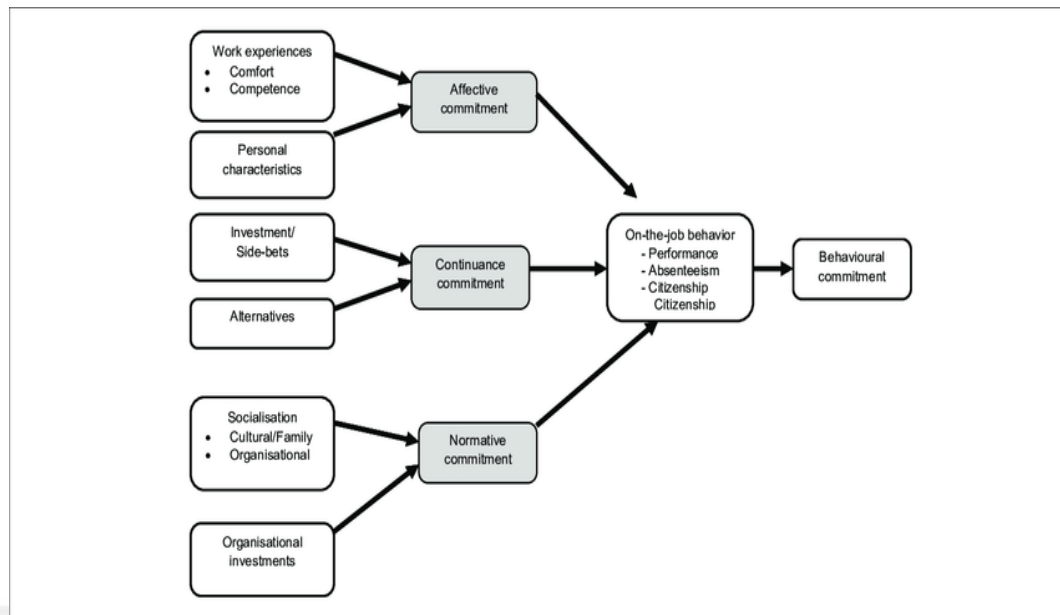 Work experiences
• Comfort
• Competence
Affective
commitment
Personal
characteristics
Investment/
Side-bets
Continuance
commitment
Alternatives
On-the-job behavior
- Performance
- Absenteeism
- Citizenship
Citizenship
Behavioural
commitment
Socialisation
• Cultural/Family
• Organisational
Normative
commitment
Organisational
investments